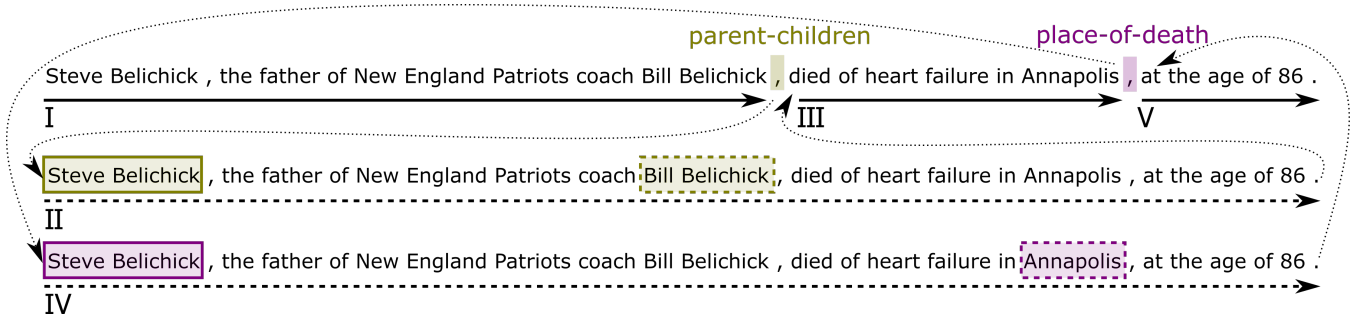 parent-children
place-of-death
Steve Belichick , the father of New England Patriots coach Bill Belichick , died of heart failure in Annapolis , at the age of 86 .
I
III
V
Steve Belichick , the father of New England Patriots coach Bill Belichick , died of heart failure in Annapolis , at the age of 86 .
II
Steve Belichick , the father of New England Patriots coach Bill Belichick , died of heart failure in Annapolis , at the age of 86 .
IV